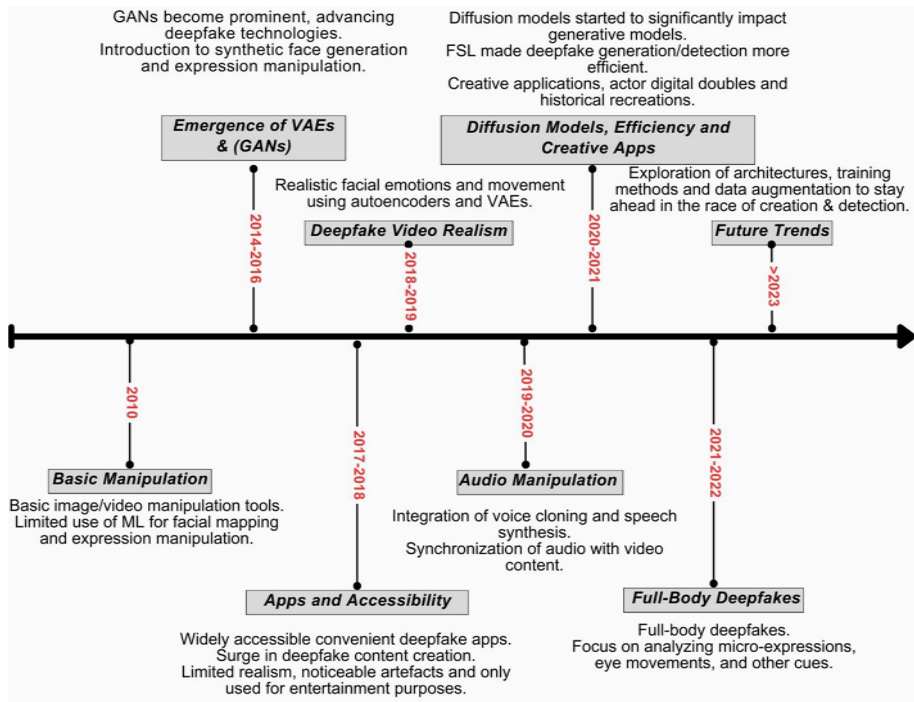 GANs become prominent, advancing
deepfake technologies.
Introduction to synthetic face generation
and expression manipulation.
Emergence of VAEs
& (GANs)
2014-2016
Diffusion models started to significantly impact
generative models.
FSL made deepfake generation/detection more
efficient.
Creative applications, actor digital doubles and
historical recreations.
Diffusion Models, Efficiency and
Creative Apps
2020-2021
Realistic facial emotions and movement
using autoencoders and VAEs.
Deepfake Video Realism
2018-2019
Exploration of architectures, training
methods and data augmentation to stay
ahead in the race of creation & detection.
Future Trends
>2023
2010
Basic Manipulation
Basic image/video manipulation tools.
Limited use of ML for facial mapping
and expression manipulation.
2017-2018
Apps and Accessibility
Widely accessible convenient deepfake apps.
Surge in deepfake content creation.
Limited realism, noticeable artefacts and only
used for entertainment purposes.
2019-2020
Audio Manipulation
Integration of voice cloning and speech
synthesis.
Synchronization of audio with video
content.
2021-2022
Full-Body Deepfakes
Full-body deepfakes.
Focus on analyzing micro-expressions,
eye movements, and other cues.